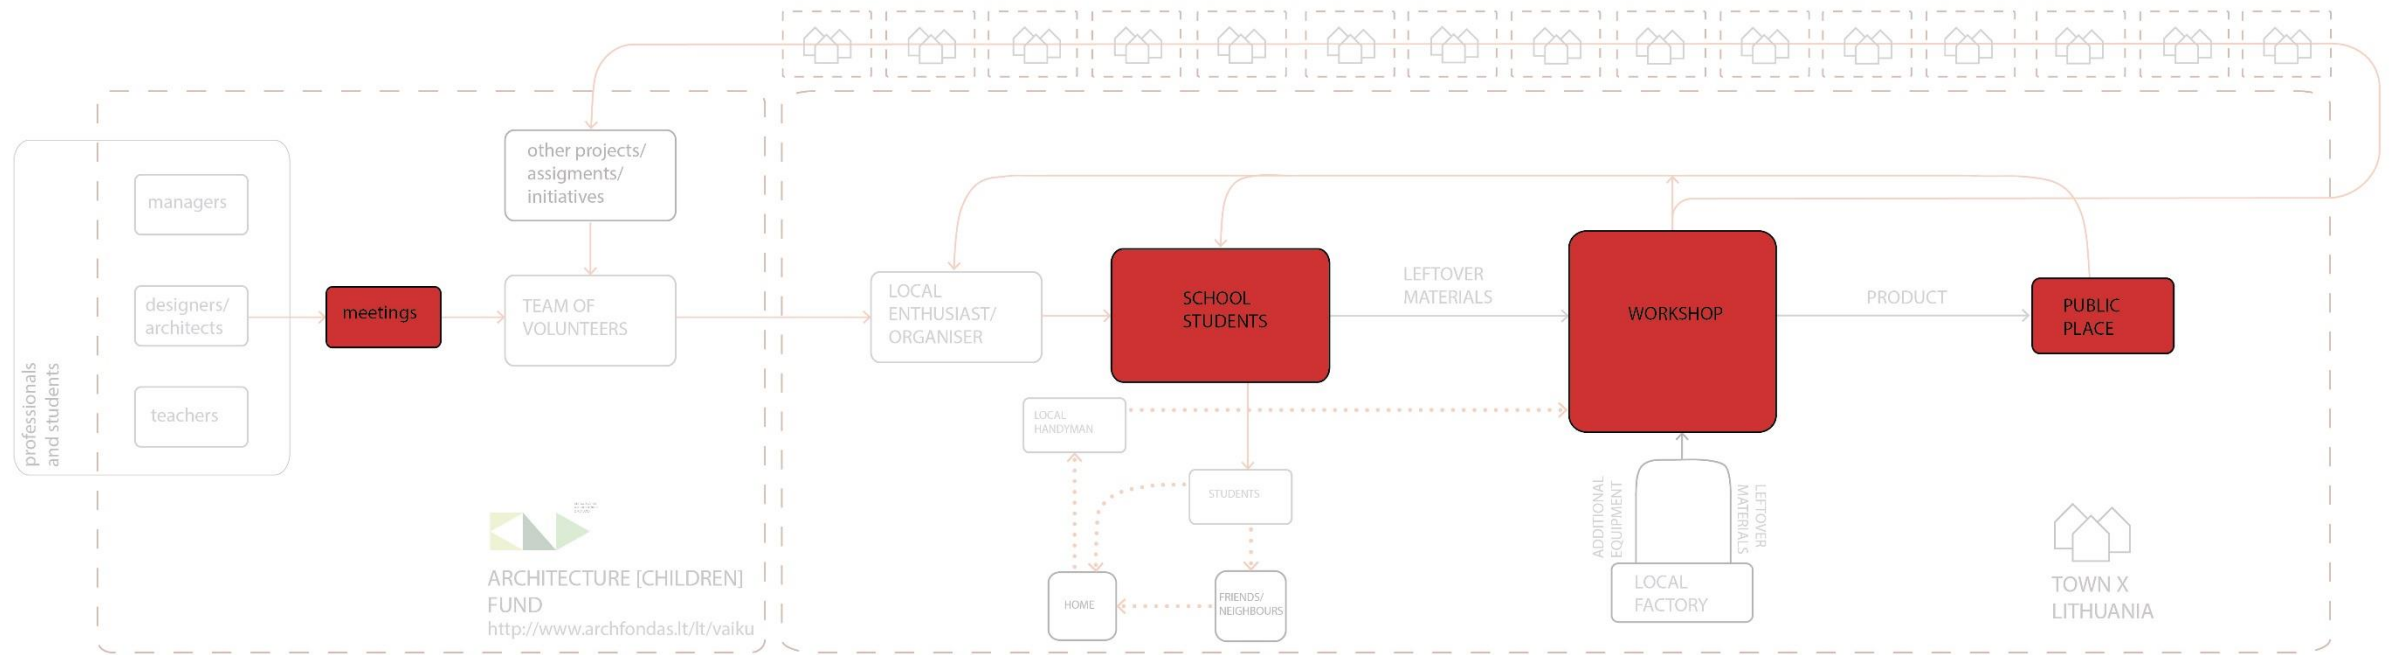 other projects/
assigments/
initiatives
managers
designers/
architects
teachers
professionals
and students
meetings
TEAM OF
VOLUNTEERS
ARCHITECTURE [CHILDREN]
FUND
http://www.archfondas.lt/lt/vaiku
LOCAL
ENTHUSIAST/
ORGANISER
SCHOOL
STUDENTS
LEFTOVER
MATERIALS
WORKSHOP
PRODUCT
PUBLIC
PLACE
LOCAL
HANDYMAN
STUDENTS
HOME
FRIENDS/
NEIGHBOURS
ADDITIONAL
EQUIPMENT
LEFTOVER
MATERIALS
LOCAL
FACTORY
TOWN X
LITHUANIA